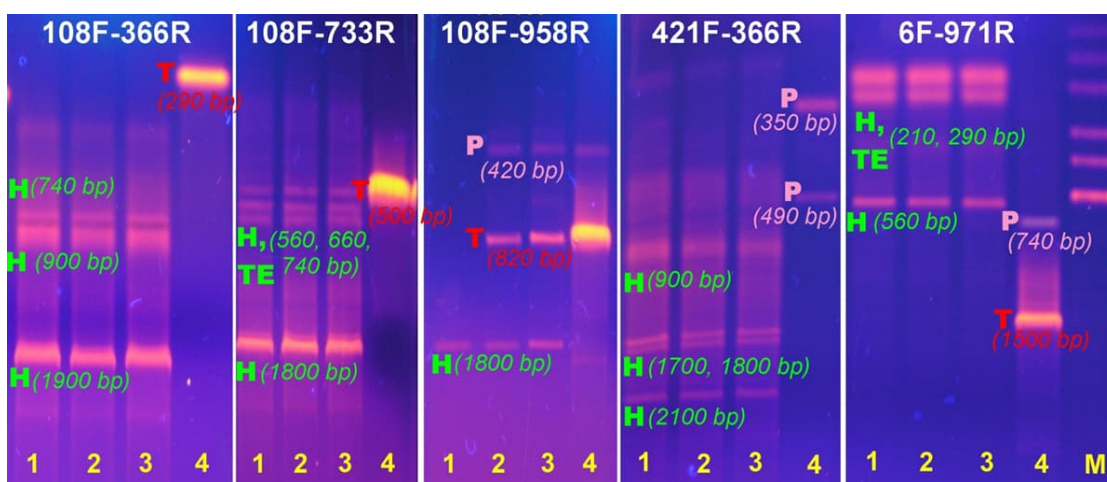 108F-366R
T
(290 bp)
H (740 bp)
H (900 bp)
H (1900 bp)
1 2 3 4
108F-733R
T
(500 bp)
H, (560, 660,
TE 740 bp)
H (1800 bp)
1 2 3 4
108F-958R
P
(420 bp)
T (820 bp)
H (1800 bp)
1 2 3 4
421F-366R
P
(350 bp)
P
(490 bp)
H (900 bp)
H (1700, 1800 bp)
H (2100 bp)
1 2 3 4
6F-971R
H, (210, 290 bp)
TE
H (560 bp)
P
(740 bp)
T
(1500 bp)
1 2 3 4 M